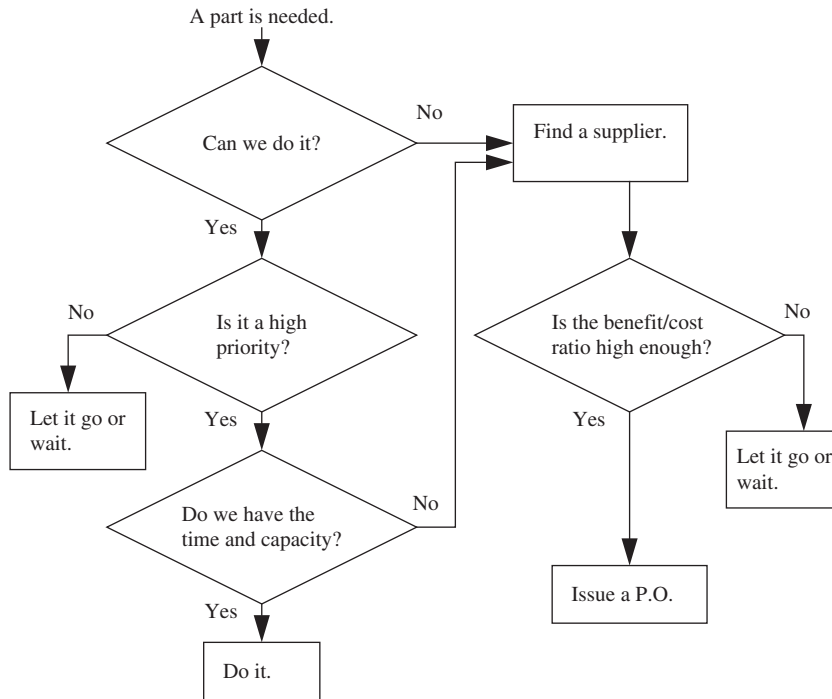 A part is needed.
Can we do it?
No
Find a supplier.
Yes
No
Is it a high
priority?
Is the benefit/cost
ratio high enough?
No
Let it go or
wait.
Yes
Yes
Let it go or
wait.
Do we have the
time and capacity?
No
Issue a P.O.
Yes
Do it.